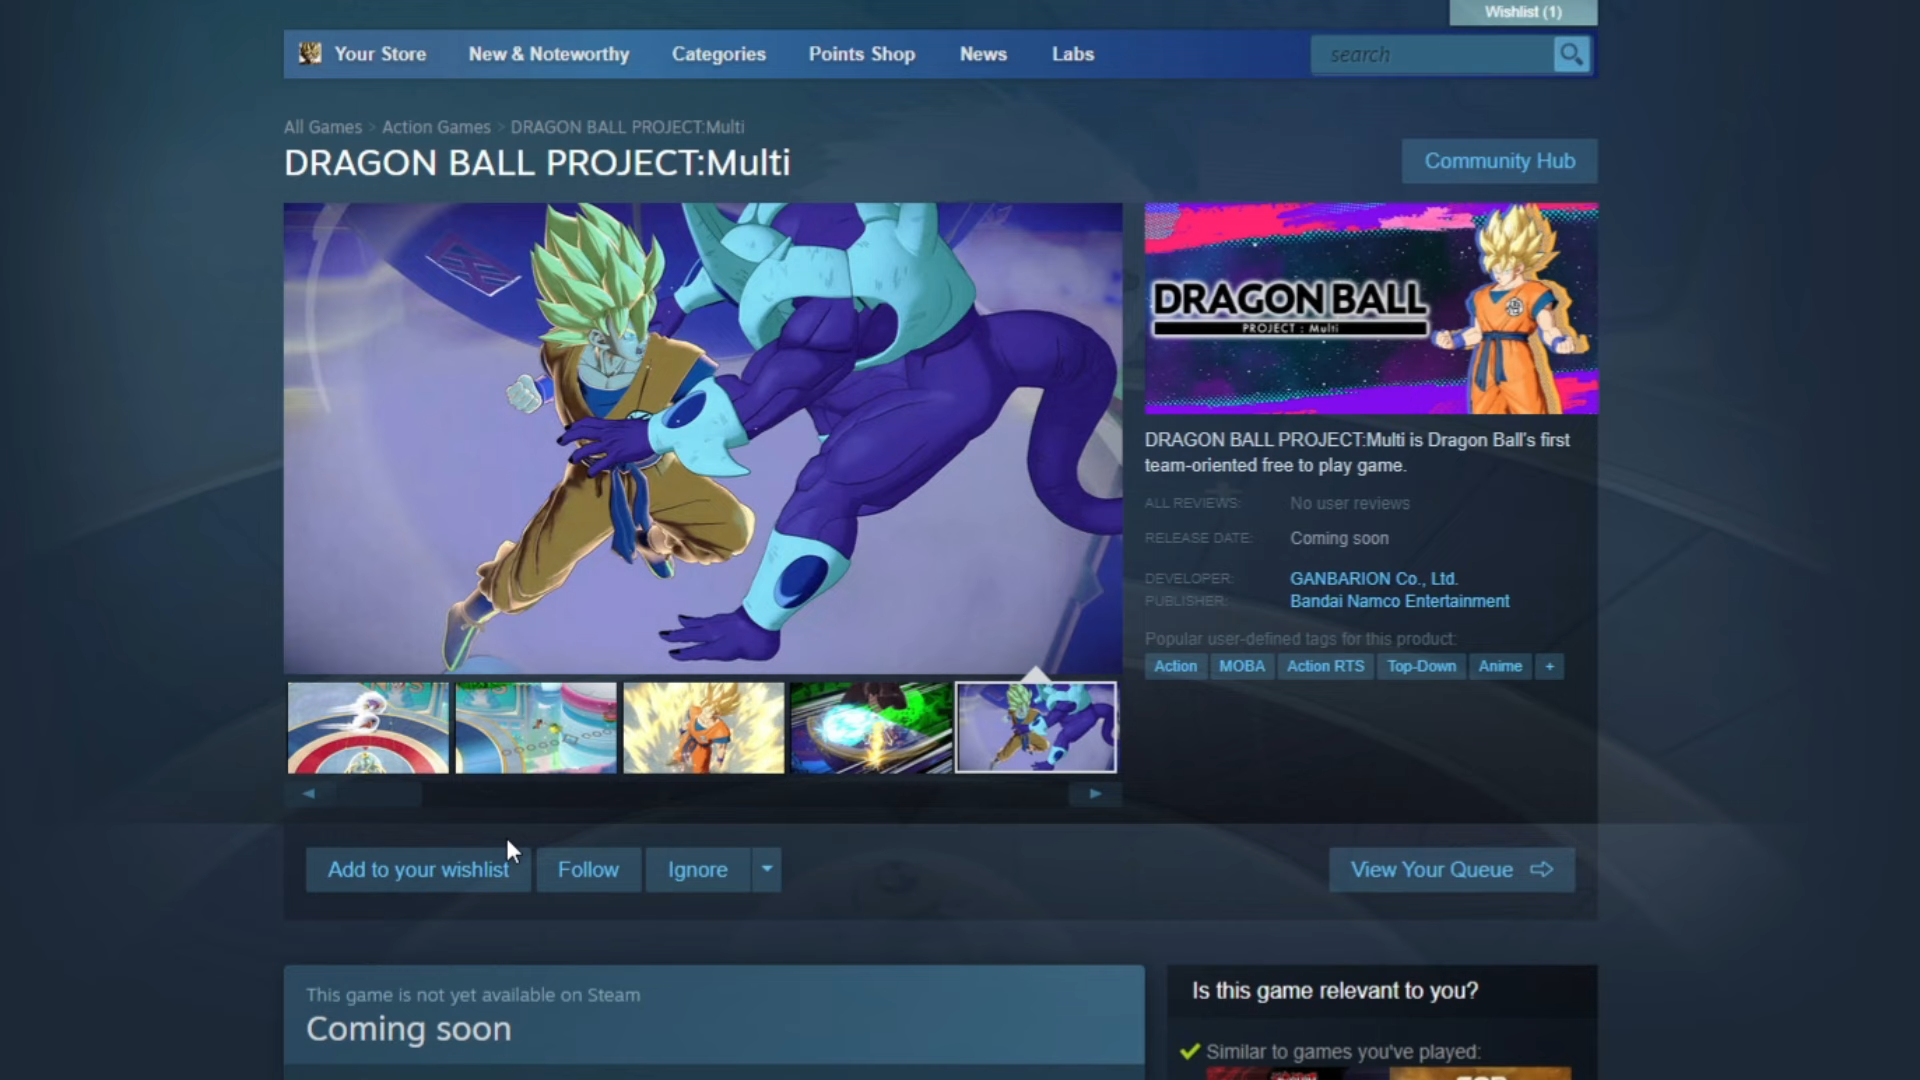 Wishlist (1)
Your Store New & Noteworthy Categories Points Shop News Labs search
All Games > Action Games > DRAGON BALL PROJECT:Multi
DRAGON BALL PROJECT:Multi
Community Hub
DRAGON BALL
PROJECT : Multi
DRAGON BALL PROJECT:Multi is Dragon Ball's first
team-oriented free to play game.
ALL REVIEWS: No user reviews
RELEASE DATE: Coming soon
DEVELOPER: GANBARION Co., Ltd.
PUBLISHER: Bandai Namco Entertainment
Popular user-defined tags for this product:
Action MOBA Action RTS Top-Down Anime +
Add to your wishlist Follow Ignore
View Your Queue
This game is not yet available on Steam
Coming soon
Is this game relevant to you?
Similar to games you've played: